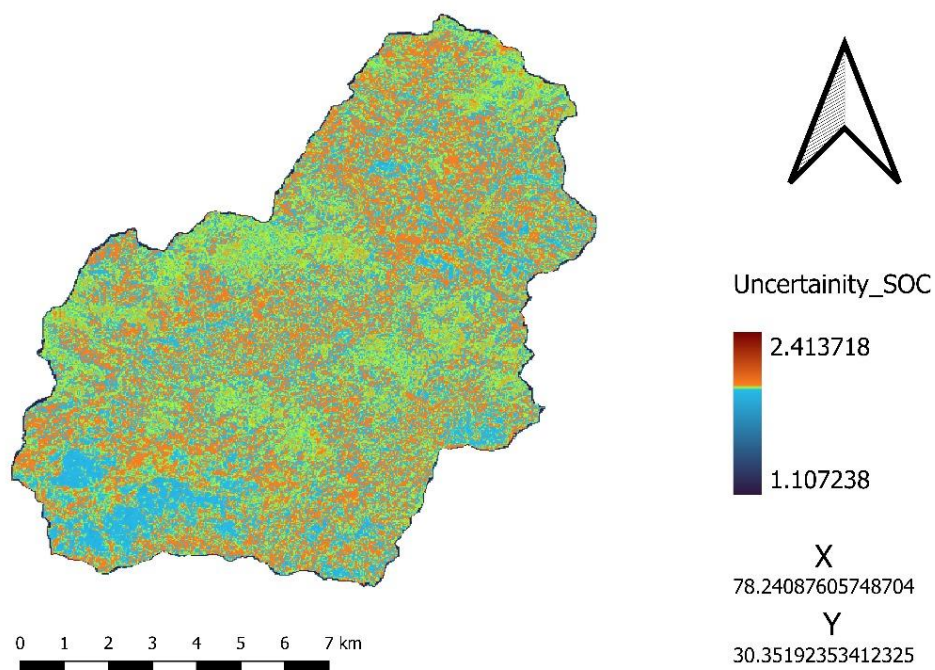 Uncertainity_SOC
2.413718
1.107238
X
78.24087605748704
Y
30.35192353412325
0 1 2 3 4 5 6 7 km